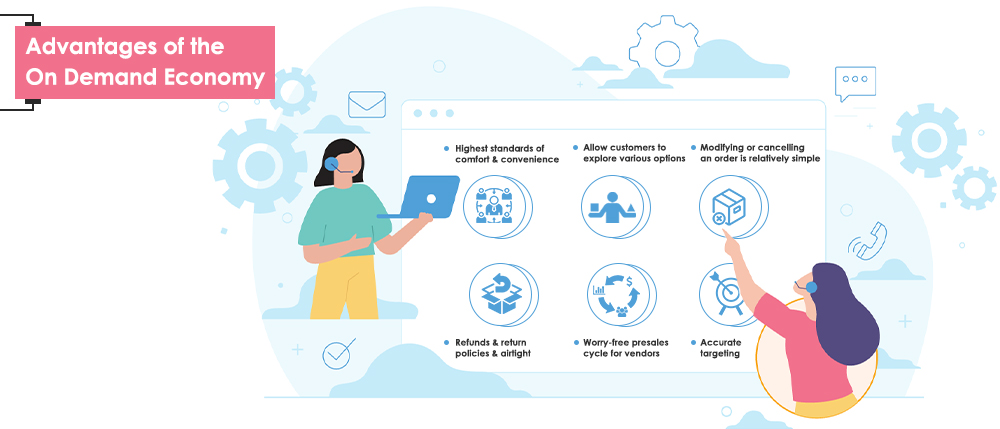 Advantages of the
On Demand Economy
Highest standards of
comfort & convenience
Allow customers to
explore various options
Modifying or cancelling
an order is relatively simple
$
Refunds & return
policies & airtight
Worry-free presales
cycle for vendors
Accurate
targeting